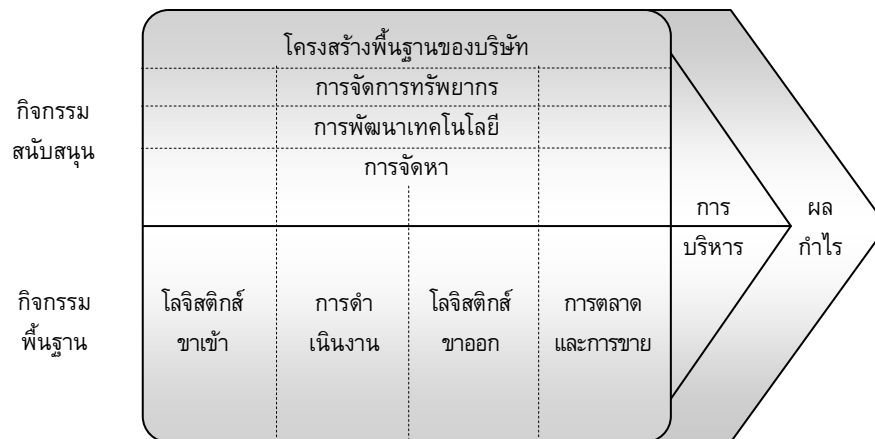 โครงสร้างพื้นฐานของบริษัท
การจัดการทรัพยากร
การพัฒนาเทคโนโลยี
การจัดหา
กิจกรรม
สนับสนุน
การ
บริหาร
ผล
กำไร
กิจกรรม
พื้นฐาน
โลจิสติกส์
ขาเข้า
การดำ
เนินงาน
โลจิสติกส์
ขาออก
การตลาด
และการขาย